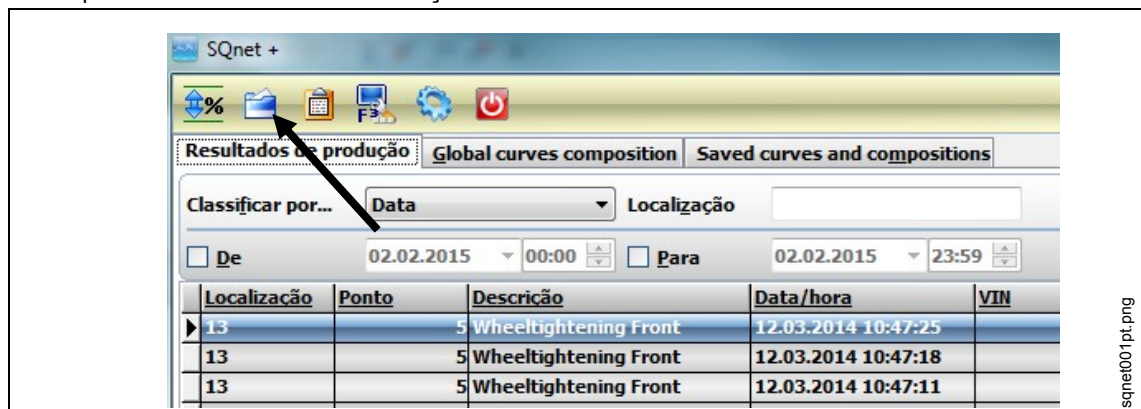 SQnet +
% F3
Resultados de produção Global curves composition Saved curves and compositions
Classificar por... Data Localização
De 02.02.2015 00:00 Para 02.02.2015 23:59
Localização Ponto Descrição Data/hora VIN
13 5 Wheeltightening Front 12.03.2014 10:47:25
13 5 Wheeltightening Front 12.03.2014 10:47:18
13 5 Wheeltightening Front 12.03.2014 10:47:11
sqnet001pt.png